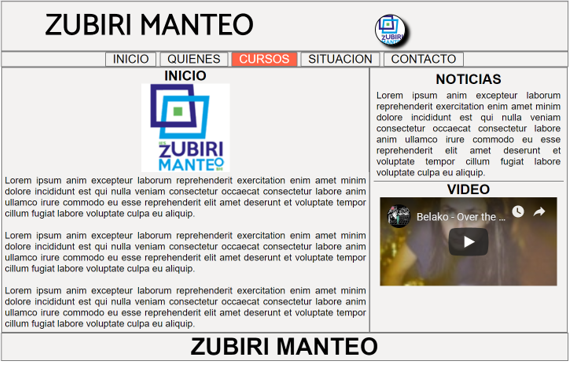 ZUBIRI MANTEO
ZUBIRI
MANTEO
INICIO QUIENES CURSOS SITUACION CONTACTO
INICIO
ZUBIRI
MANTEO
Lorem ipsum anim excepteur laborum reprehenderit exercitation enim amet minim
dolore incididunt est qui nulla veniam consectetur occaecat consectetur labore anim
ullamco irure commodo eu esse reprehenderit elit amet deserunt et voluptate tempor
cillum fugiat labore voluptate culpa eu aliquip.
Lorem ipsum anim excepteur laborum reprehenderit exercitation enim amet minim
dolore incididunt est qui nulla veniam consectetur occaecat consectetur labore anim
ullamco irure commodo eu esse reprehenderit elit amet deserunt et voluptate tempor
cillum fugiat labore voluptate culpa eu aliquip.
Lorem ipsum anim excepteur laborum reprehenderit exercitation enim amet minim
dolore incididunt est qui nulla veniam consectetur occaecat consectetur labore anim
ullamco irure commodo eu esse reprehenderit elit amet deserunt et voluptate tempor
cillum fugiat labore voluptate culpa eu aliquip.
NOTICIAS
Lorem ipsum anim excepteur laborum
reprehenderit exercitation enim amet minim
dolore incididunt est qui nulla veniam
consectetur occaecat consectetur labore
anim ullamco irure commodo eu esse
reprehenderit elit amet deserunt et
voluptate tempor cillum fugiat labore
voluptate culpa eu aliquip.
VIDEO
Belako - Over the ...
ZUBIRI MANTEO